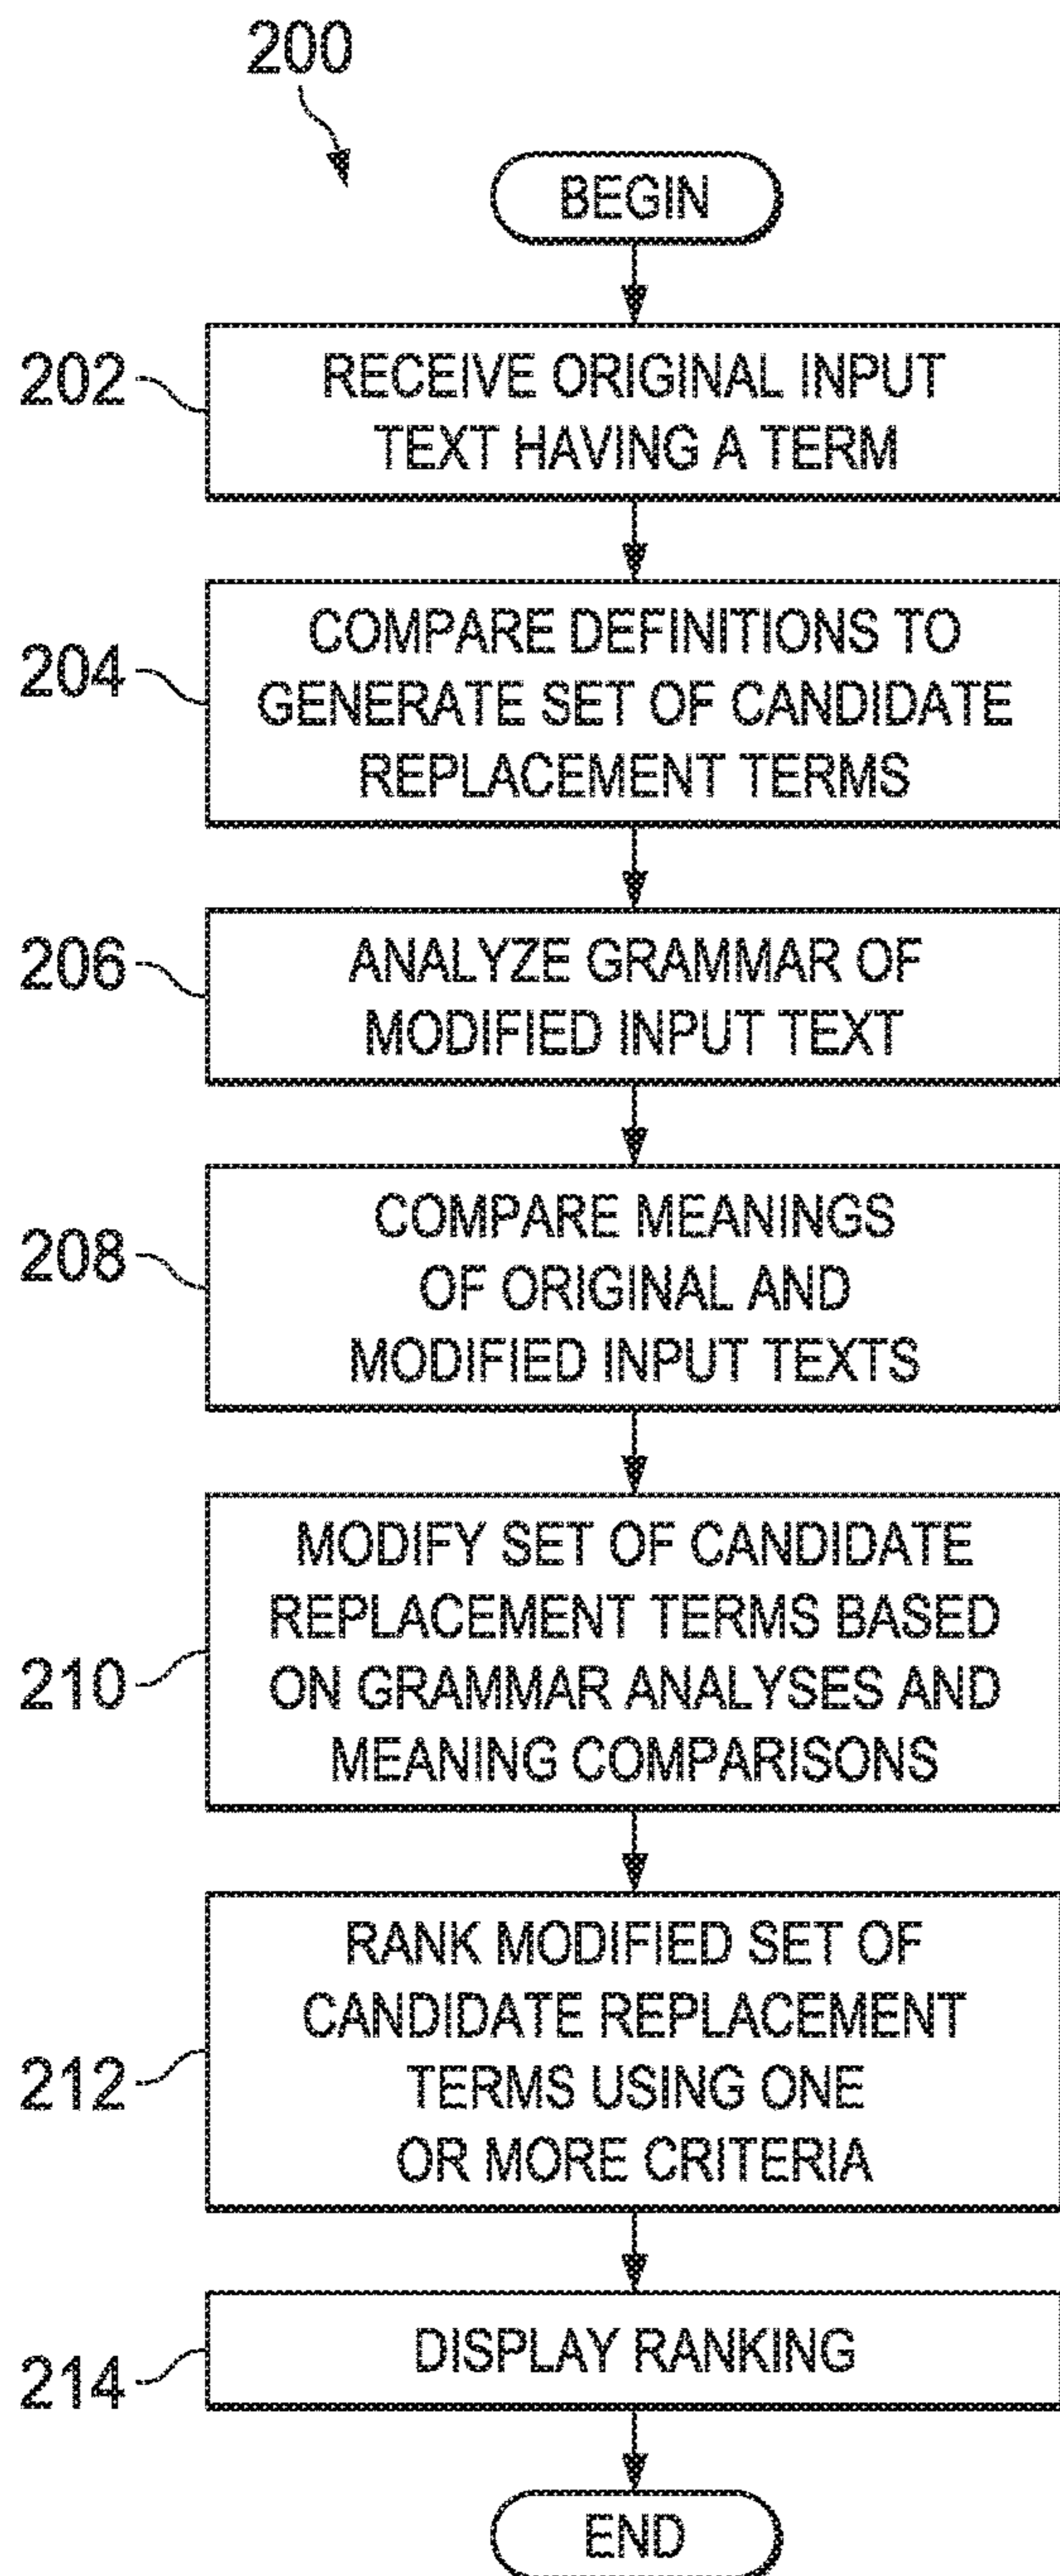 200
BEGIN
202
RECEIVE ORIGINAL INPUT
TEXT HAVING A TERM
204
COMPARE DEFINITIONS TO
GENERATE SET OF CANDIDATE
REPLACEMENT TERMS
206
ANALYZE GRAMMAR OF
MODIFIED INPUT TEXT
208
COMPARE MEANINGS
OF ORIGINAL AND
MODIFIED INPUT TEXTS
210
MODIFY SET OF CANDIDATE
REPLACEMENT TERMS BASED
ON GRAMMAR ANALYSES AND
MEANING COMPARISONS
212
RANK MODIFIED SET OF
CANDIDATE REPLACEMENT
TERMS USING ONE
OR MORE CRITERIA
214
DISPLAY RANKING
END